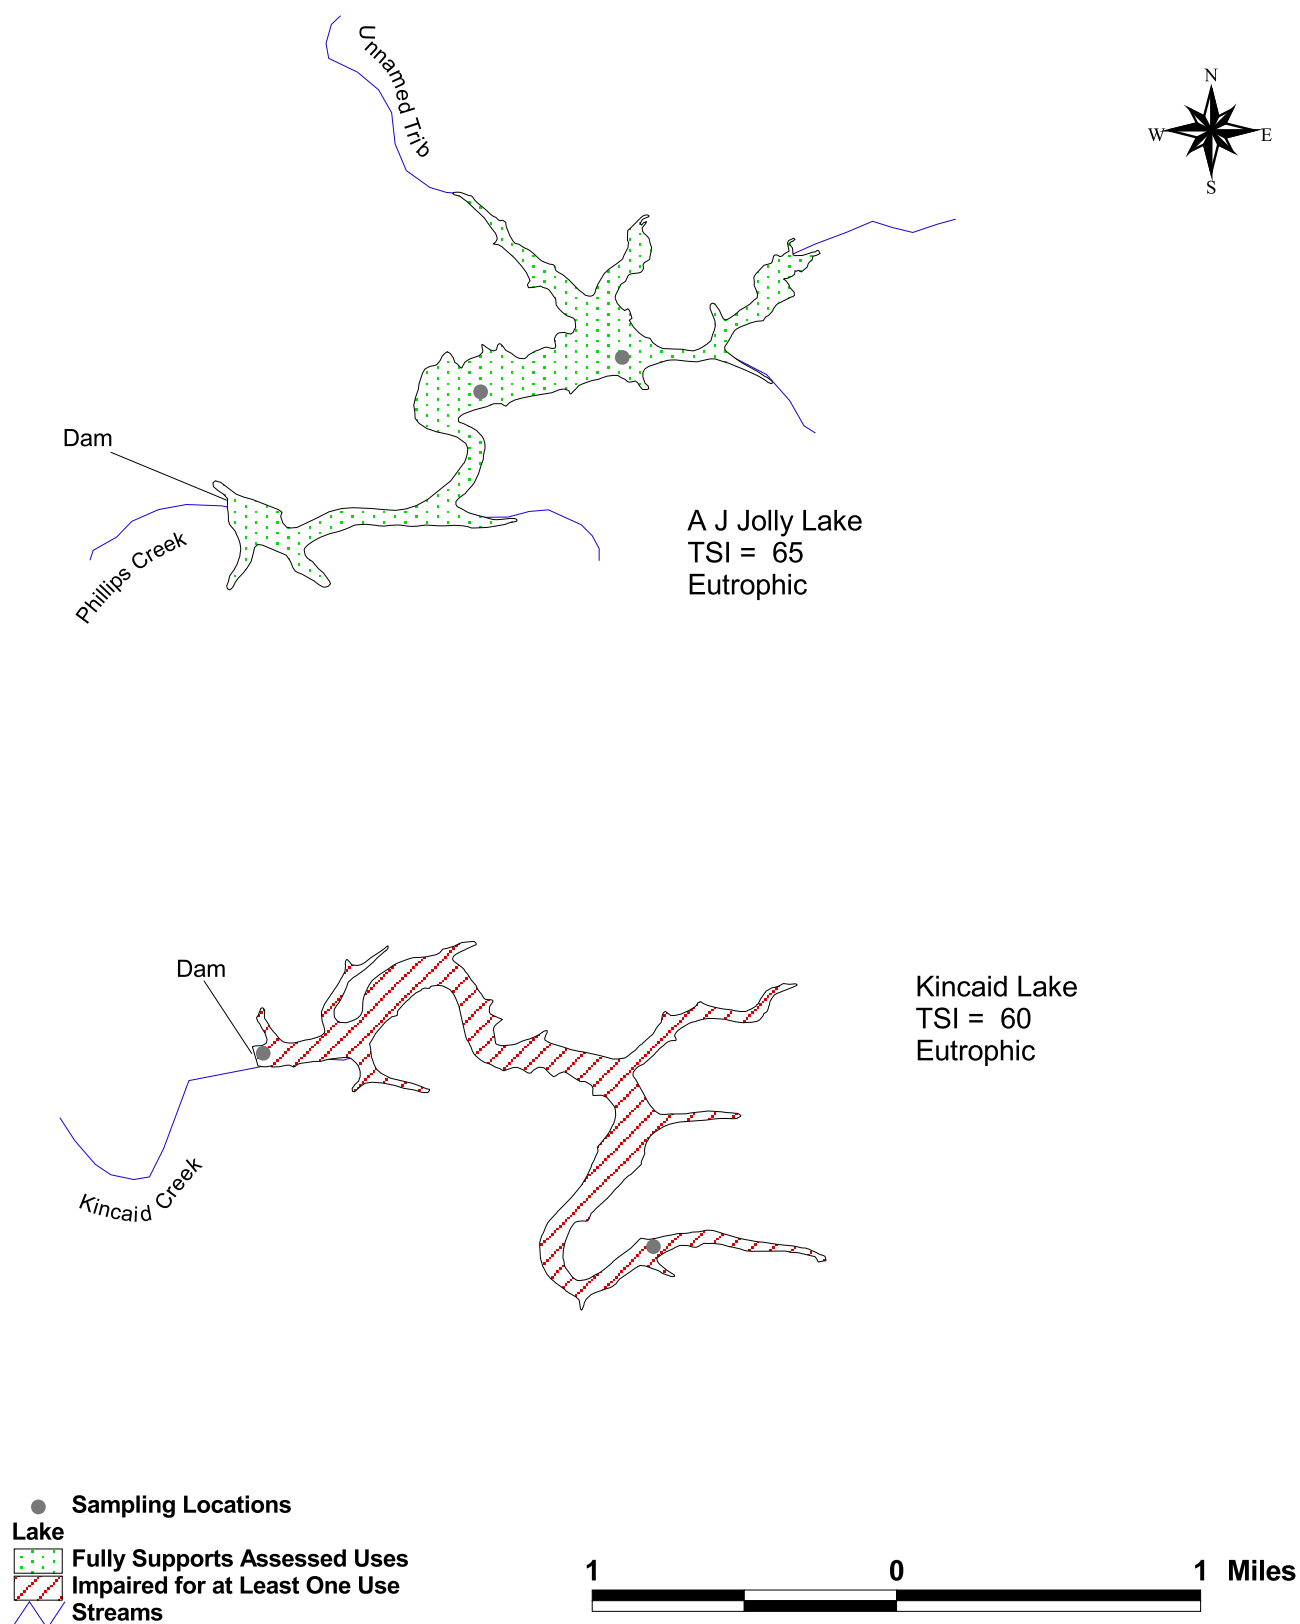 Unnamed Trib
N
W E
S
Dam
Phillips Creek
A J Jolly Lake
TSI = 65
Eutrophic
Dam
Kincaid Lake
TSI = 60
Eutrophic
Kincaid Creek
Sampling Locations
Lake
Fully Supports Assessed Uses
Impaired for at Least One Use
Streams
1 0 1 Miles